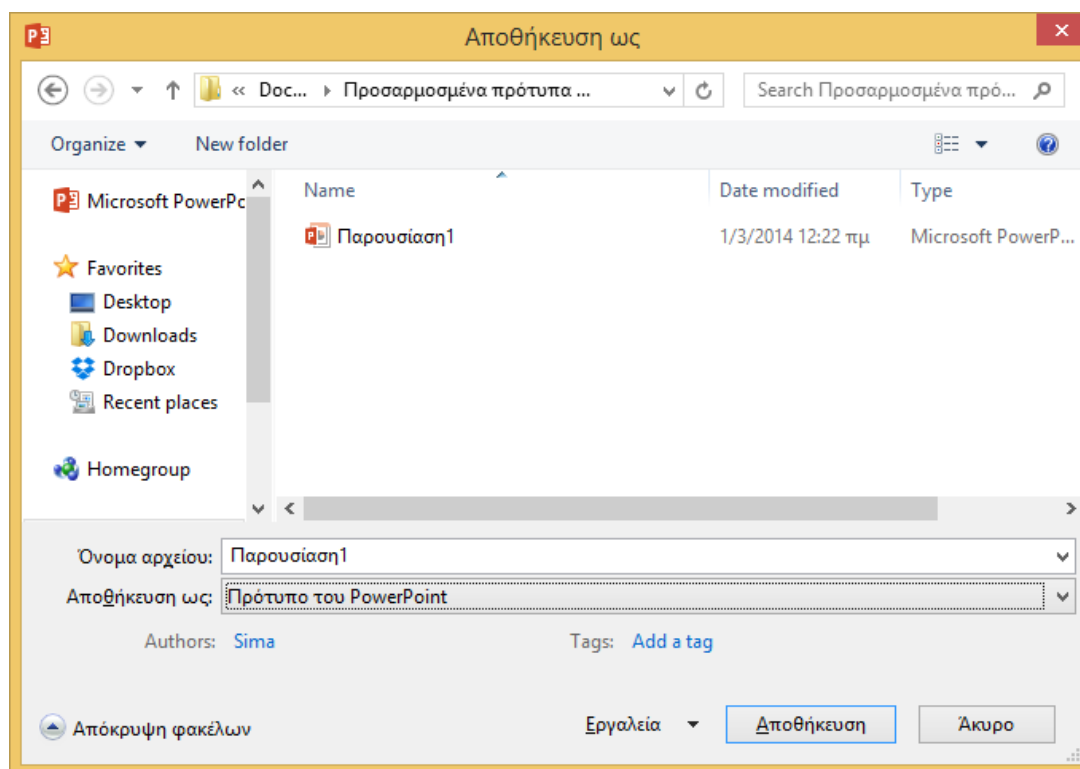 Αποθήκευση ως
« Doc... Προσαρμοσμένα πρότυπα ... Search Προσαρμοσμένα πρό...
Organize New folder
Name Date modified Type
Microsoft PowerPc
Παρουσίαση1 1/3/2014 12:22 πμ Microsoft PowerP...
Favorites
Desktop
Downloads
Dropbox
Recent places
Homegroup
Όνομα αρχείου: Παρουσίαση1
Αποθήκευση ως: Πρότυπο του PowerPoint
Authors: Sima Tags: Add a tag
Απόκρυψη φακέλων Εργαλεία Αποθήκευση Άκυρο